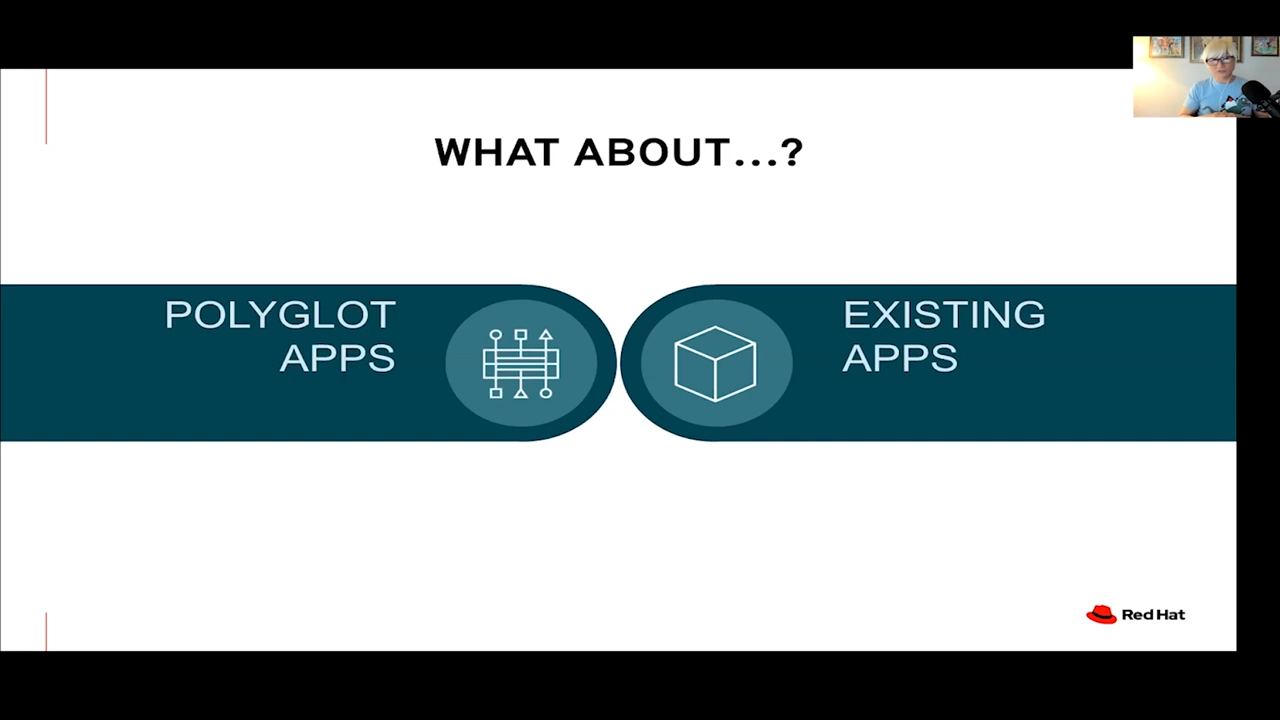 WHAT ABOUT...?
POLYGLOT
APPS
EXISTING
APPS
Red Hat